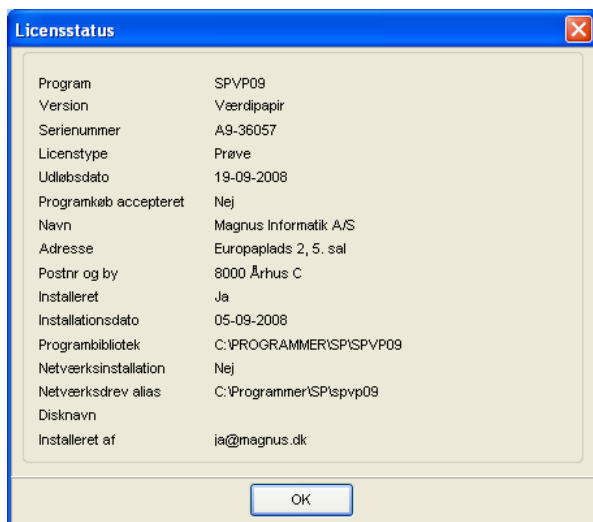 Licensstatus
Program SPVP09
Version Værdipapir
Serienummer A9-36057
Licenstype Prøve
Udløbsdato 19-09-2008
Programkøb accepteret Nej
Navn Magnus Informatik A/S
Adresse Europaplads 2, 5. sal
Postnr og by 8000 Århus C
Installeret Ja
Installationsdato 05-09-2008
Programbibliotek C:\PROGRAMMER\SP\SPVP09
Netværksinstallation Nej
Netværksdrev alias C:\Programmer\SP\spvp09
Disknavn
Installeret af ja@magnus.dk
OK